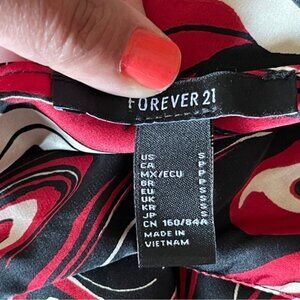 FOREVER 21
US S
CA S
MX/ECU P
BR P
EU P
UK S
KR S
JP S
CN 160/84A
MADE IN
VIETNAM